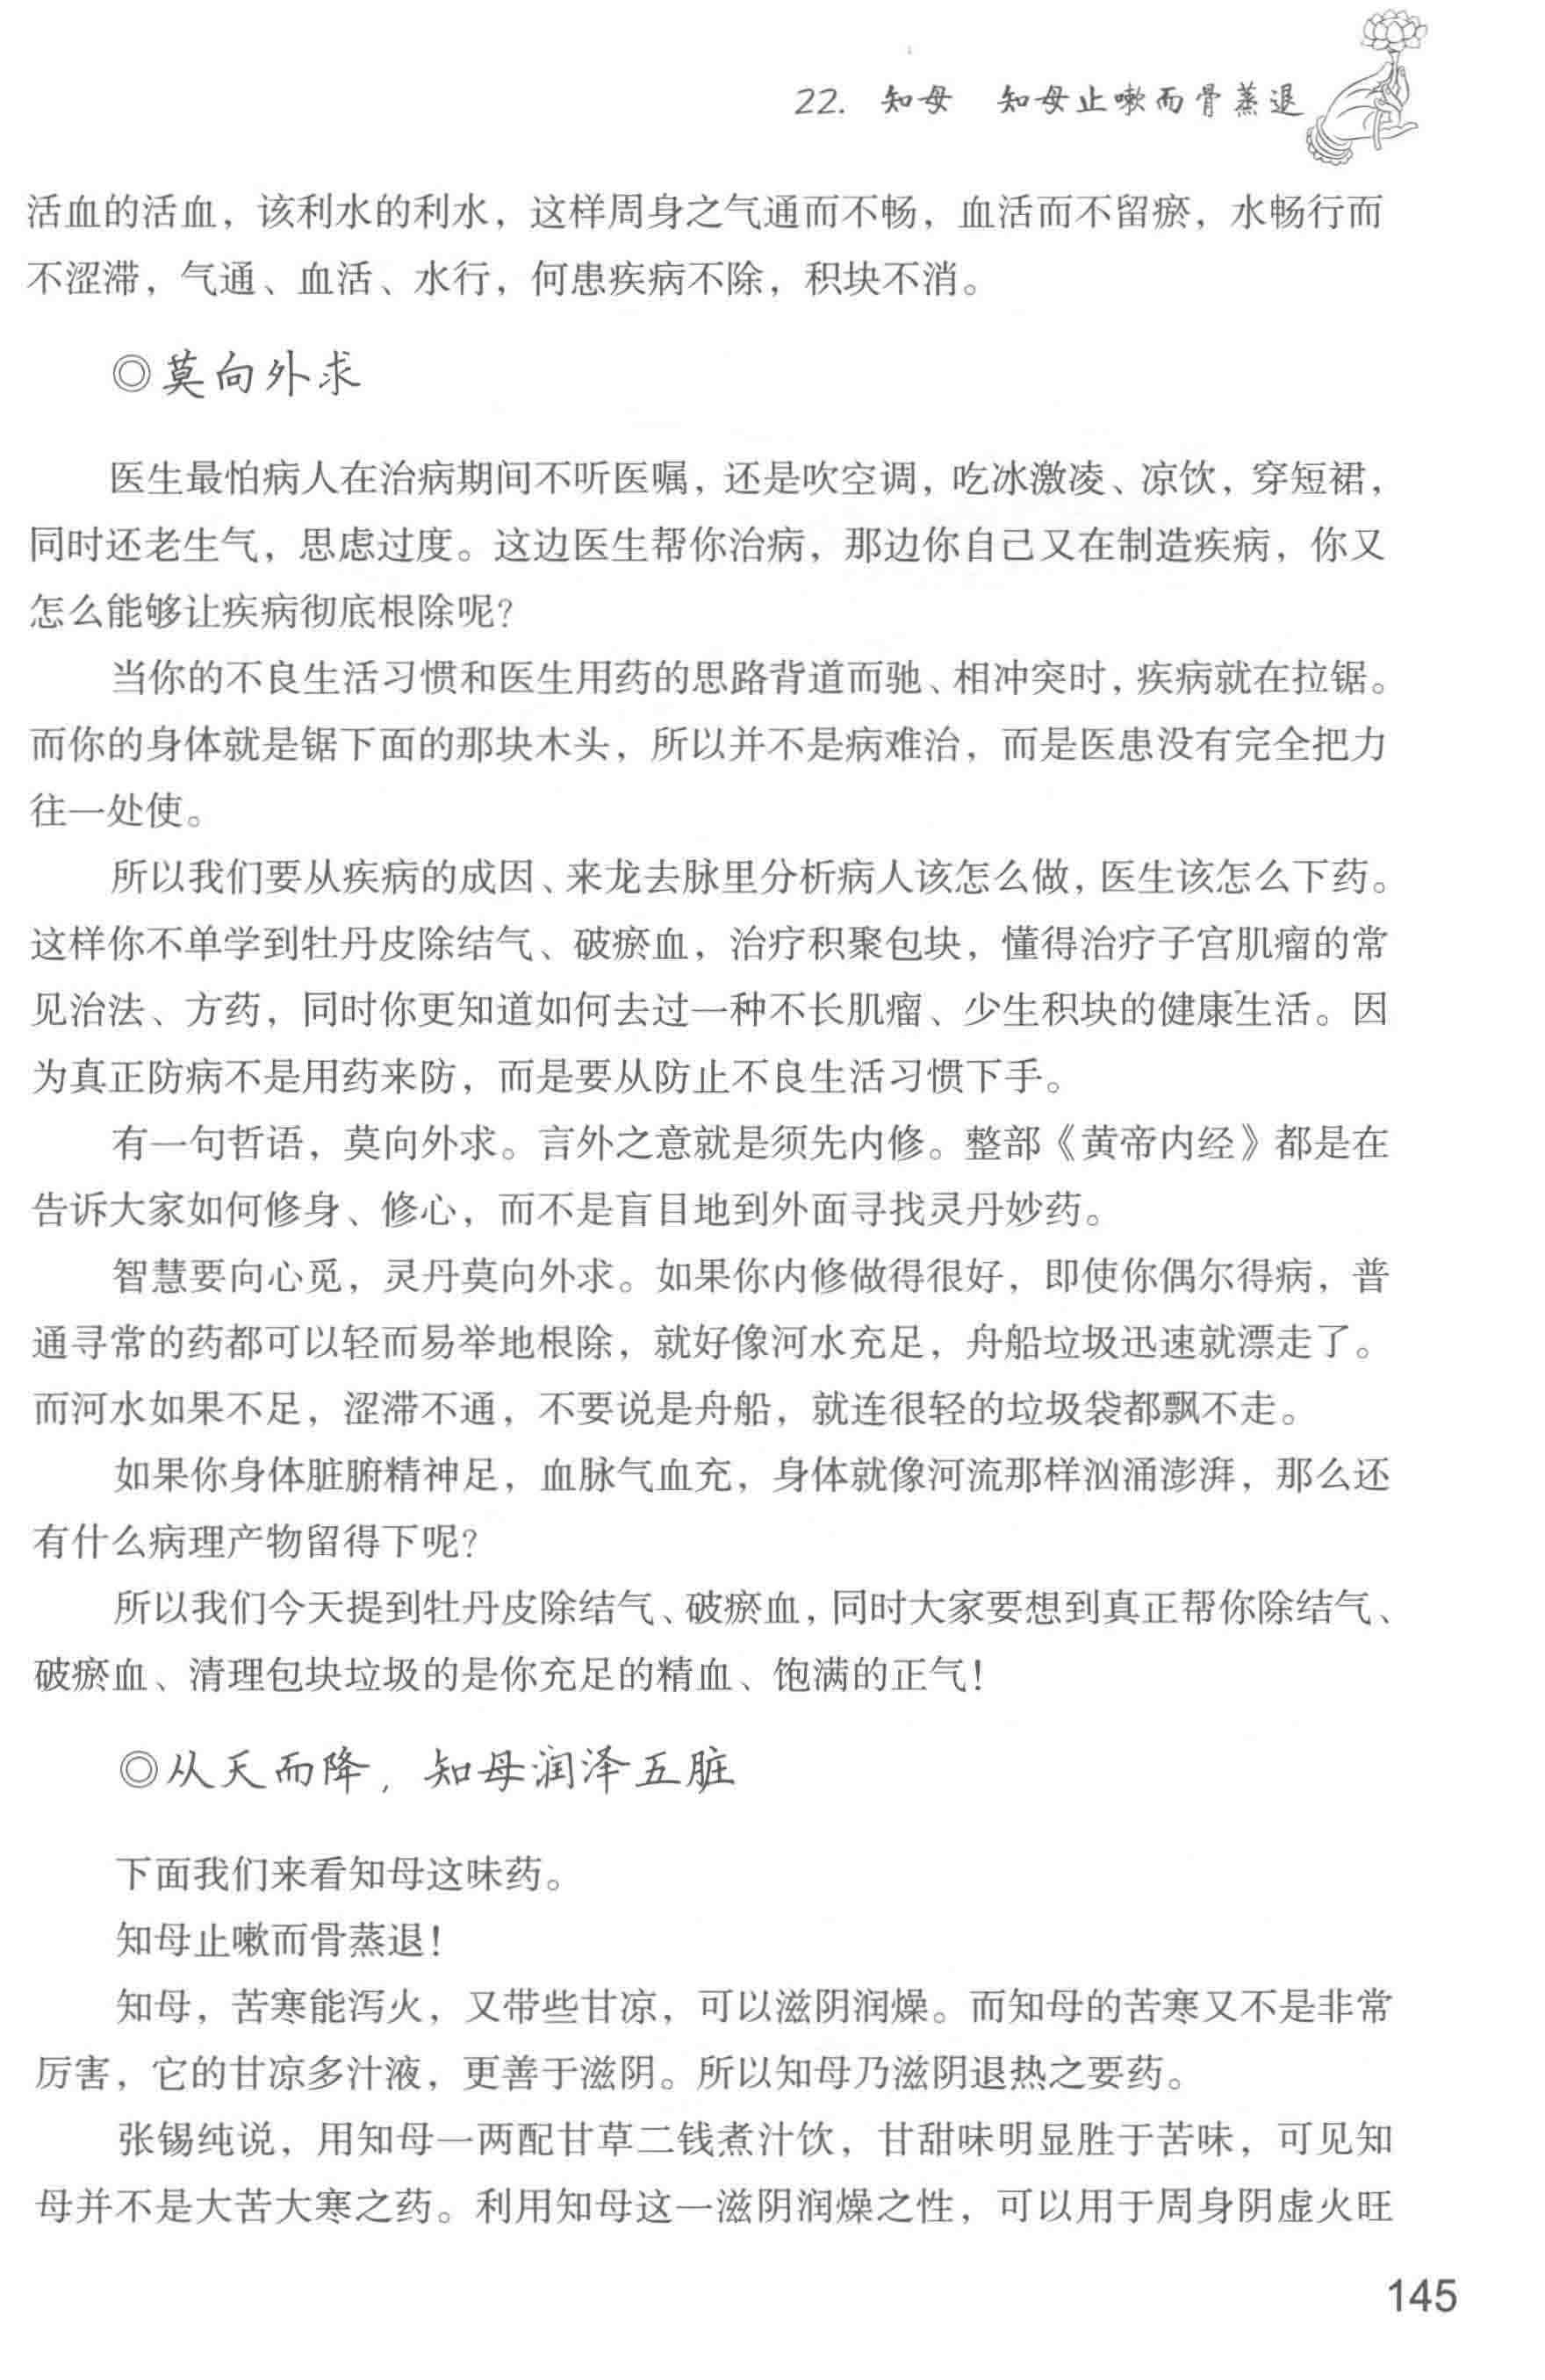 22. 知母 知母止嗽而骨蒸退
活血的活血，该利水的利水，这样周身之气通而不畅，血活而不留瘀，水畅行而
不涩滞，气通、血活、水行，何患疾病不除，积块不消。
◎莫向外求
医生最怕病人在治病期间不听医嘱，还是吹空调，吃冰激凌、凉饮，穿短裙，
同时还老生气，思虑过度。这边医生帮你治病，那边你自己又在制造疾病，你又
怎么能够让疾病彻底根除呢？
当你的不良生活习惯和医生用药的思路背道而驰、相冲突时，疾病就在拉锯。
而你的身体就是锯下面的那块木头，所以并不是病难治，而是医患没有完全把力
往一处使。
所以我们要从疾病的成因、来龙去脉里分析病人该怎么做，医生该怎么下药。
这样你不单学到牡丹皮除结气、破瘀血，治疗积聚包块，懂得治疗子宫肌瘤的常
见治法、方药，同时你更知道如何去过一种不长肌瘤、少生积块的健康生活。因
为真正防病不是用药来防，而是要从防止不良生活习惯下手。
有一句哲语，莫向外求。言外之意就是须先内修。整部《黄帝内经》都是在
告诉大家如何修身、修心，而不是盲目地到外面寻找灵丹妙药。
智慧要向心觅，灵丹莫向外求。如果你内修做得很好，即使你偶尔得病，普
通寻常的药都可以轻而易举地根除，就好像河水充足，舟船垃圾迅速就漂走了。
而河水如果不足，涩滞不通，不要说是舟船，就连很轻的垃圾袋都飘不走。
如果你身体脏腑精神足，血脉气血充，身体就像河流那样汹涌澎湃，那么还
有什么病理产物留得下呢？
所以我们今天提到牡丹皮除结气、破瘀血，同时大家要想到真正帮你除结气、
破瘀血、清理包块垃圾的是你充足的精血、饱满的正气！
◎从天而降，知母润泽五脏
下面我们来看知母这味药。
知母止嗽而骨蒸退！
知母，苦寒能泻火，又带些甘凉，可以滋阴润燥。而知母的苦寒又不是非常
厉害，它的甘凉多汁液，更善于滋阴。所以知母乃滋阴退热之要药。
张锡纯说，用知母一两配甘草二钱煮汁饮，甘甜味明显胜于苦味，可见知
母并不是大苦大寒之药。利用知母这一滋阴润燥之性，可以用于周身阴虚火旺
145